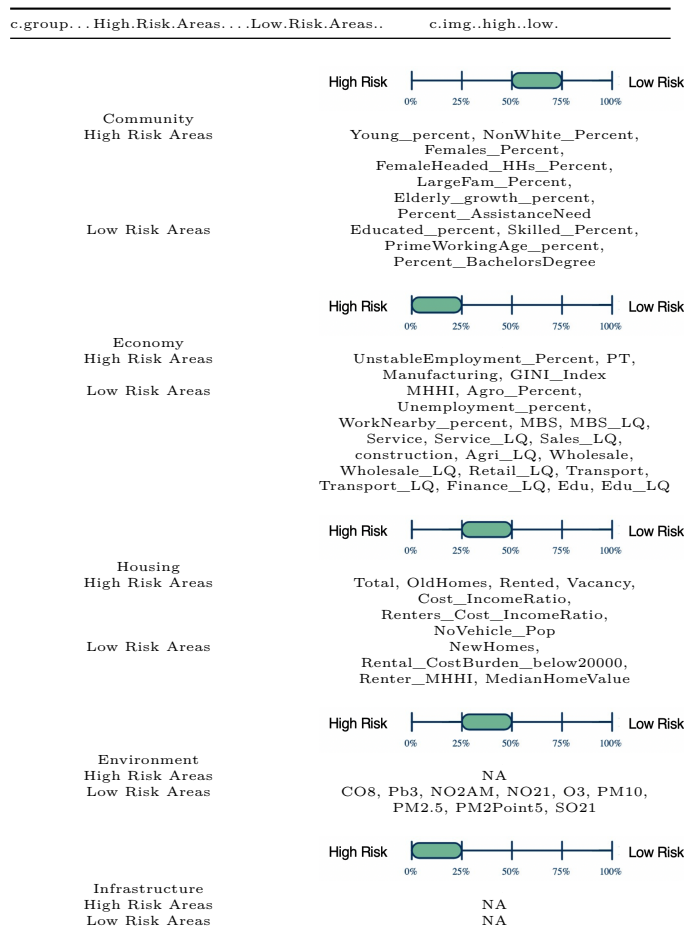 c.group...High.Risk.Areas....Low.Risk.Areas.. c.img..high..low.
High Risk Low Risk
0% 25% 50% 75% 100%
Community
High Risk Areas Young_percent, NonWhite_Percent,
Females_Percent,
FemaleHeaded_HHs_Percent,
LargeFam_Percent,
Elderly_growth_percent,
Percent_AssistanceNeed
Low Risk Areas Educated_percent, Skilled_Percent,
PrimeWorkingAge_percent,
Percent_BachelorsDegree
High Risk Low Risk
0% 25% 50% 75% 100%
Economy
High Risk Areas UnstableEmployment_Percent, PT,
Manufacturing, GINI_Index
Low Risk Areas MHHI, Agro_Percent,
Unemployment_percent,
WorkNearby_percent, MBS, MBS_LQ,
Service, Service_LQ, Sales_LQ,
construction, Agri_LQ, Wholesale,
Wholesale_LQ, Retail_LQ, Transport,
Transport_LQ, Finance_LQ, Edu, Edu_LQ
High Risk Low Risk
0% 25% 50% 75% 100%
Housing
High Risk Areas Total, OldHomes, Rented, Vacancy,
Cost_IncomeRatio,
Renters_Cost_IncomeRatio,
NoVehicle_Pop
Low Risk Areas NewHomes,
Rental_CostBurden_below20000,
Renter_MHHI, MedianHomeValue
High Risk Low Risk
0% 25% 50% 75% 100%
Environment
High Risk Areas NA
Low Risk Areas CO8, Pb3, NO2AM, NO21, O3, PM10,
PM2.5, PM2Point5, SO21
High Risk Low Risk
0% 25% 50% 75% 100%
Infrastructure
High Risk Areas NA
Low Risk Areas NA